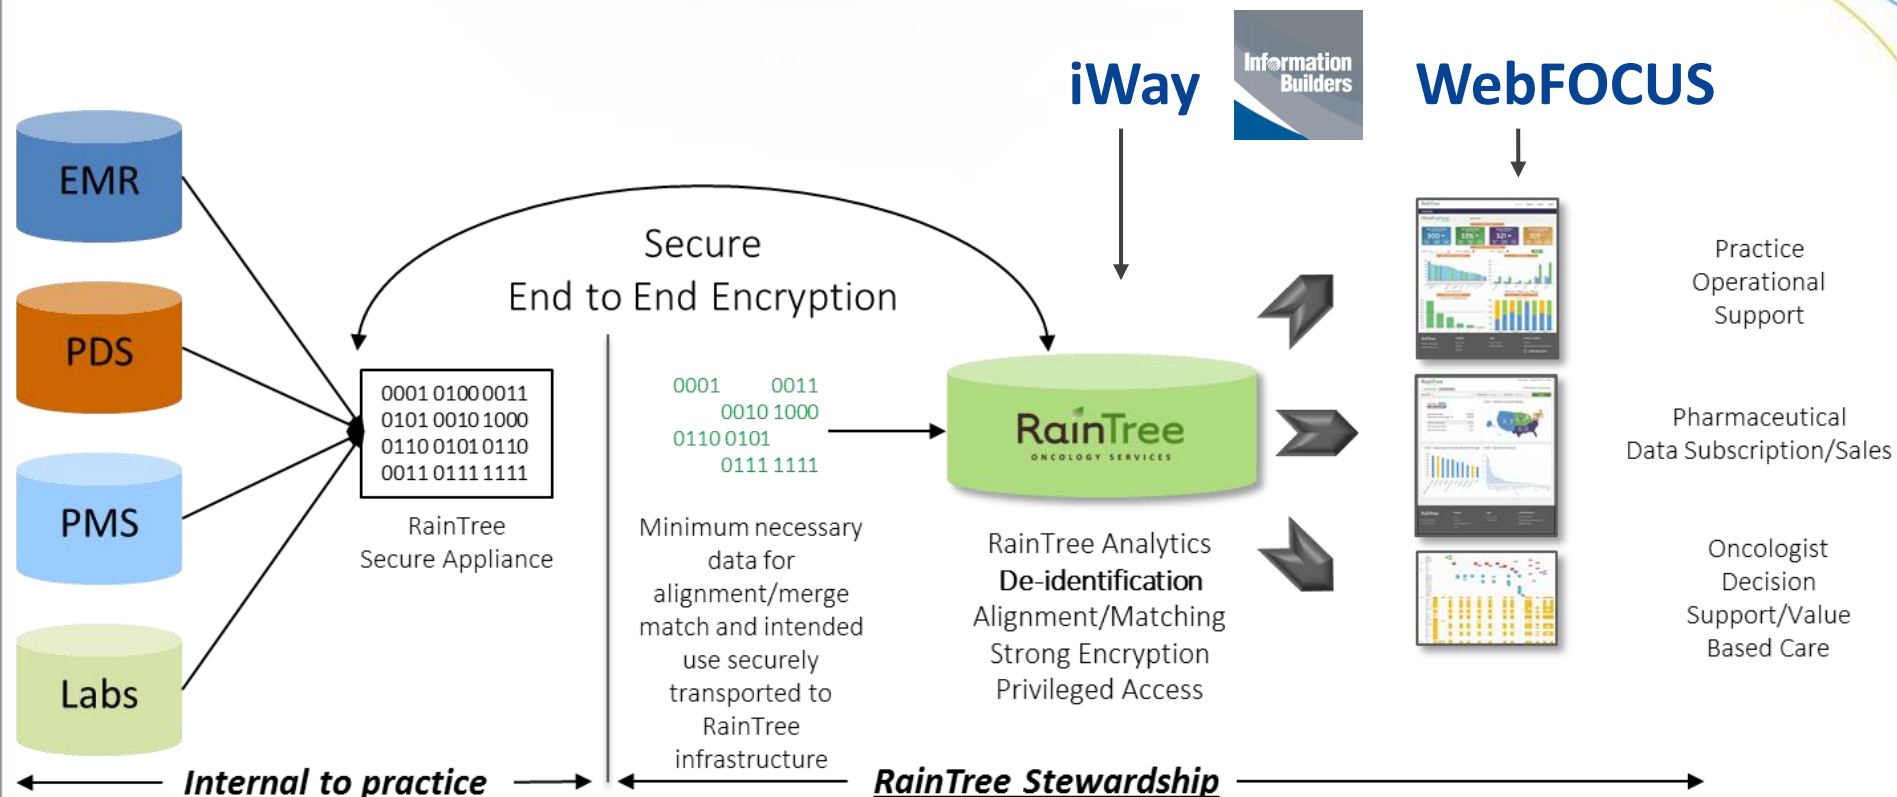 iWay
Information
Builders
WebFOCUS
EMR
PDS
PMS
Labs
Secure
End to End Encryption
0001 0100 0011
0101 0010 1000
0110 0101 0110
0011 0111 1111
RainTree
Secure Appliance
0001 0011
0010 1000
0110 0101
0111 1111
Minimum necessary
data for
alignment/merge
match and intended
use securely
transported to
RainTree
infrastructure
RainTree
ONCOLOGY SERVICES
RainTree Analytics
De-identification
Alignment/Matching
Strong Encryption
Privileged Access
Practice
Operational
Support
Pharmaceutical
Data Subscription/Sales
Oncologist
Decision
Support/Value
Based Care
Internal to practice
RainTree Stewardship